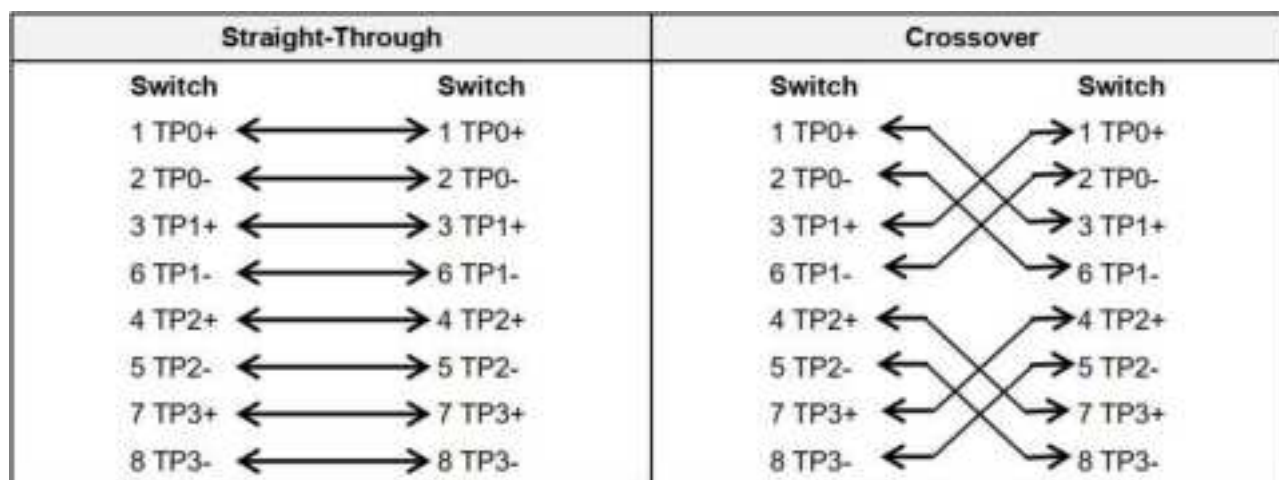 Straight-Through Crossover
Switch Switch Switch Switch
1 TP0+ 1 TP0+ 1 TP0+ 1 TP0+
2 TP0- 2 TP0- 2 TP0- 2 TP0-
3 TP1+ 3 TP1+ 3 TP1+ 3 TP1+
6 TP1- 6 TP1- 6 TP1- 6 TP1-
4 TP2+ 4 TP2+ 4 TP2+ 4 TP2+
5 TP2- 5 TP2- 5 TP2- 5 TP2-
7 TP3+ 7 TP3+ 7 TP3+ 7 TP3+
8 TP3- 8 TP3- 8 TP3- 8 TP3-